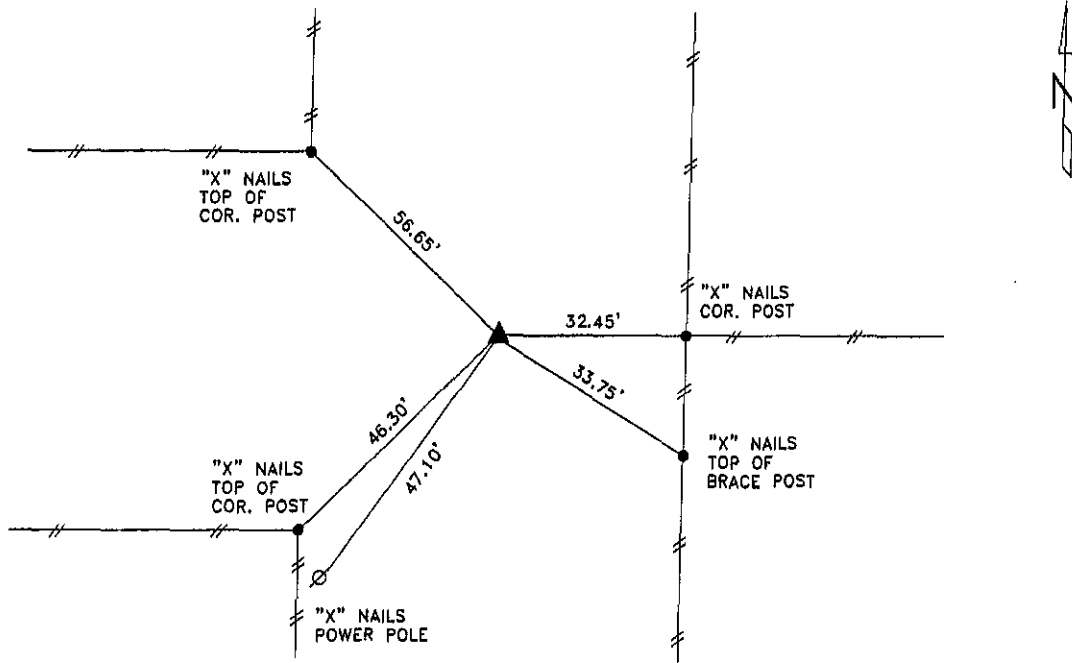 "X" NAILS
TOP OF
COR. POST
56.65'
"X" NAILS
COR. POST
32.45'
33.75'
46.30'
47.10'
"X" NAILS
TOP OF
BRACE POST
"X" NAILS
TOP OF
COR. POST
"X" NAILS
POWER POLE
N